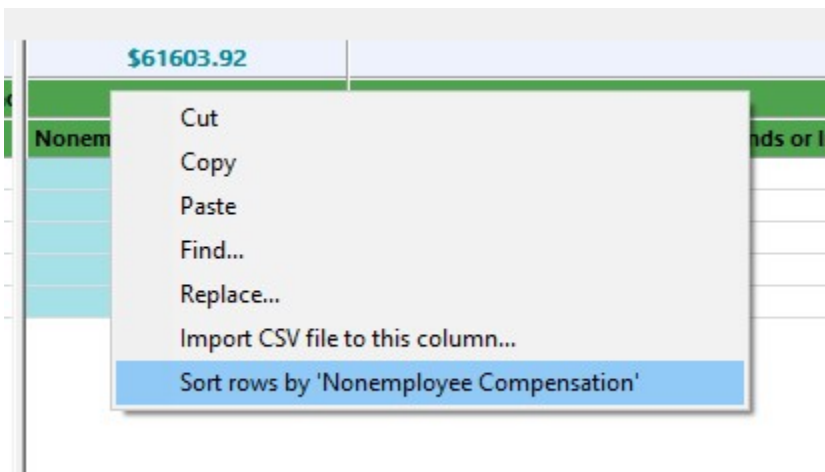 $61603.92
Cut
Nonem
nds or I
Copy
Paste
Find...
Replace...
Import CSV file to this column...
Sort rows by 'Nonemployee Compensation'